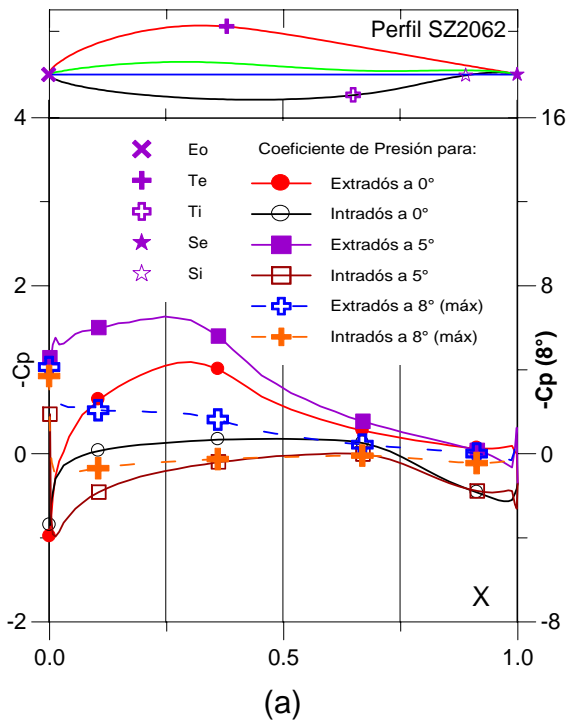 Perfil SZ2062
4
16
Eo
Te
Ti
Se
Si
Coeficiente de Presión para:
Extradós a 0°
Intradós a 0°
Extradós a 5°
Intradós a 5°
Extradós a 8° (máx)
Intradós a 8° (máx)
2
8
-Cp
-Cp (8°)
0
0
X
-2
-8
0.0
0.5
1.0
(a)